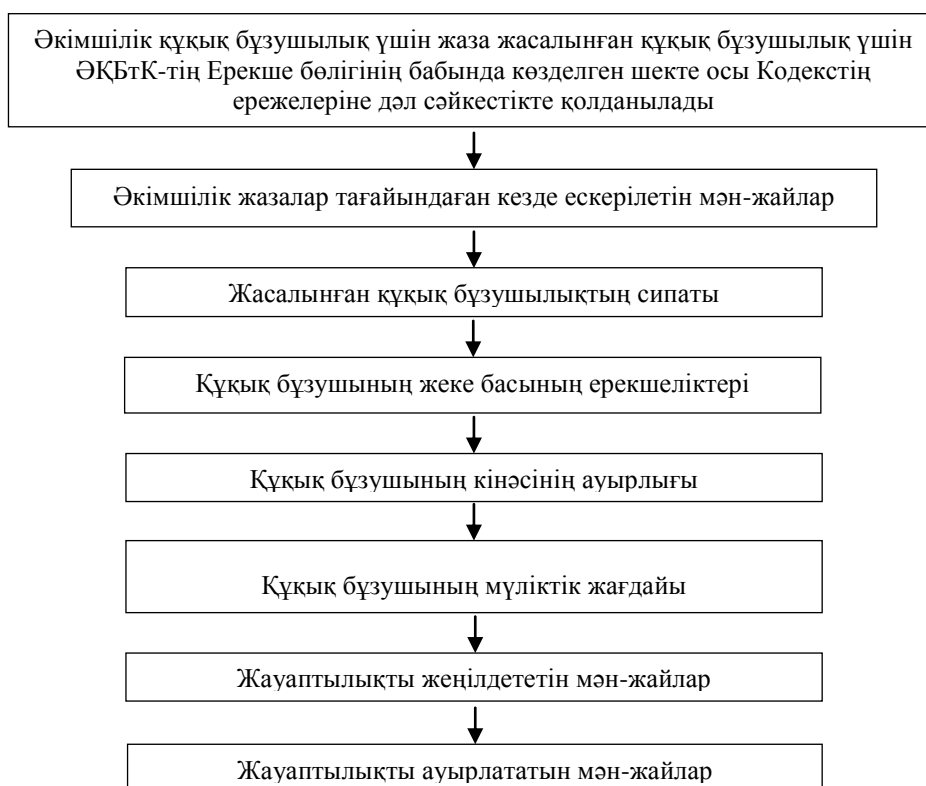 Әкімшілік құқық бұзушылық үшін жаза жасалынған құқық бұзушылық үшін
ӘҚБтК-тің Ерекше бөлігінің бабында көзделген шекте осы Кодекстің
ережелеріне дәл сәйкестікте қолданылады
Әкімшілік жазалар тағайындаған кезде ескерілетін мән-жайлар
Жасалынған құқық бұзушылықтың сипаты
Құқық бұзушының жеке басының ерекшеліктері
Құқық бұзушының кінәсінің ауырлығы
Құқық бұзушының мүліктік жағдайы
Жауаптылықты жеңілдететін мән-жайлар
Жауаптылықты ауырлататын мән-жайлар